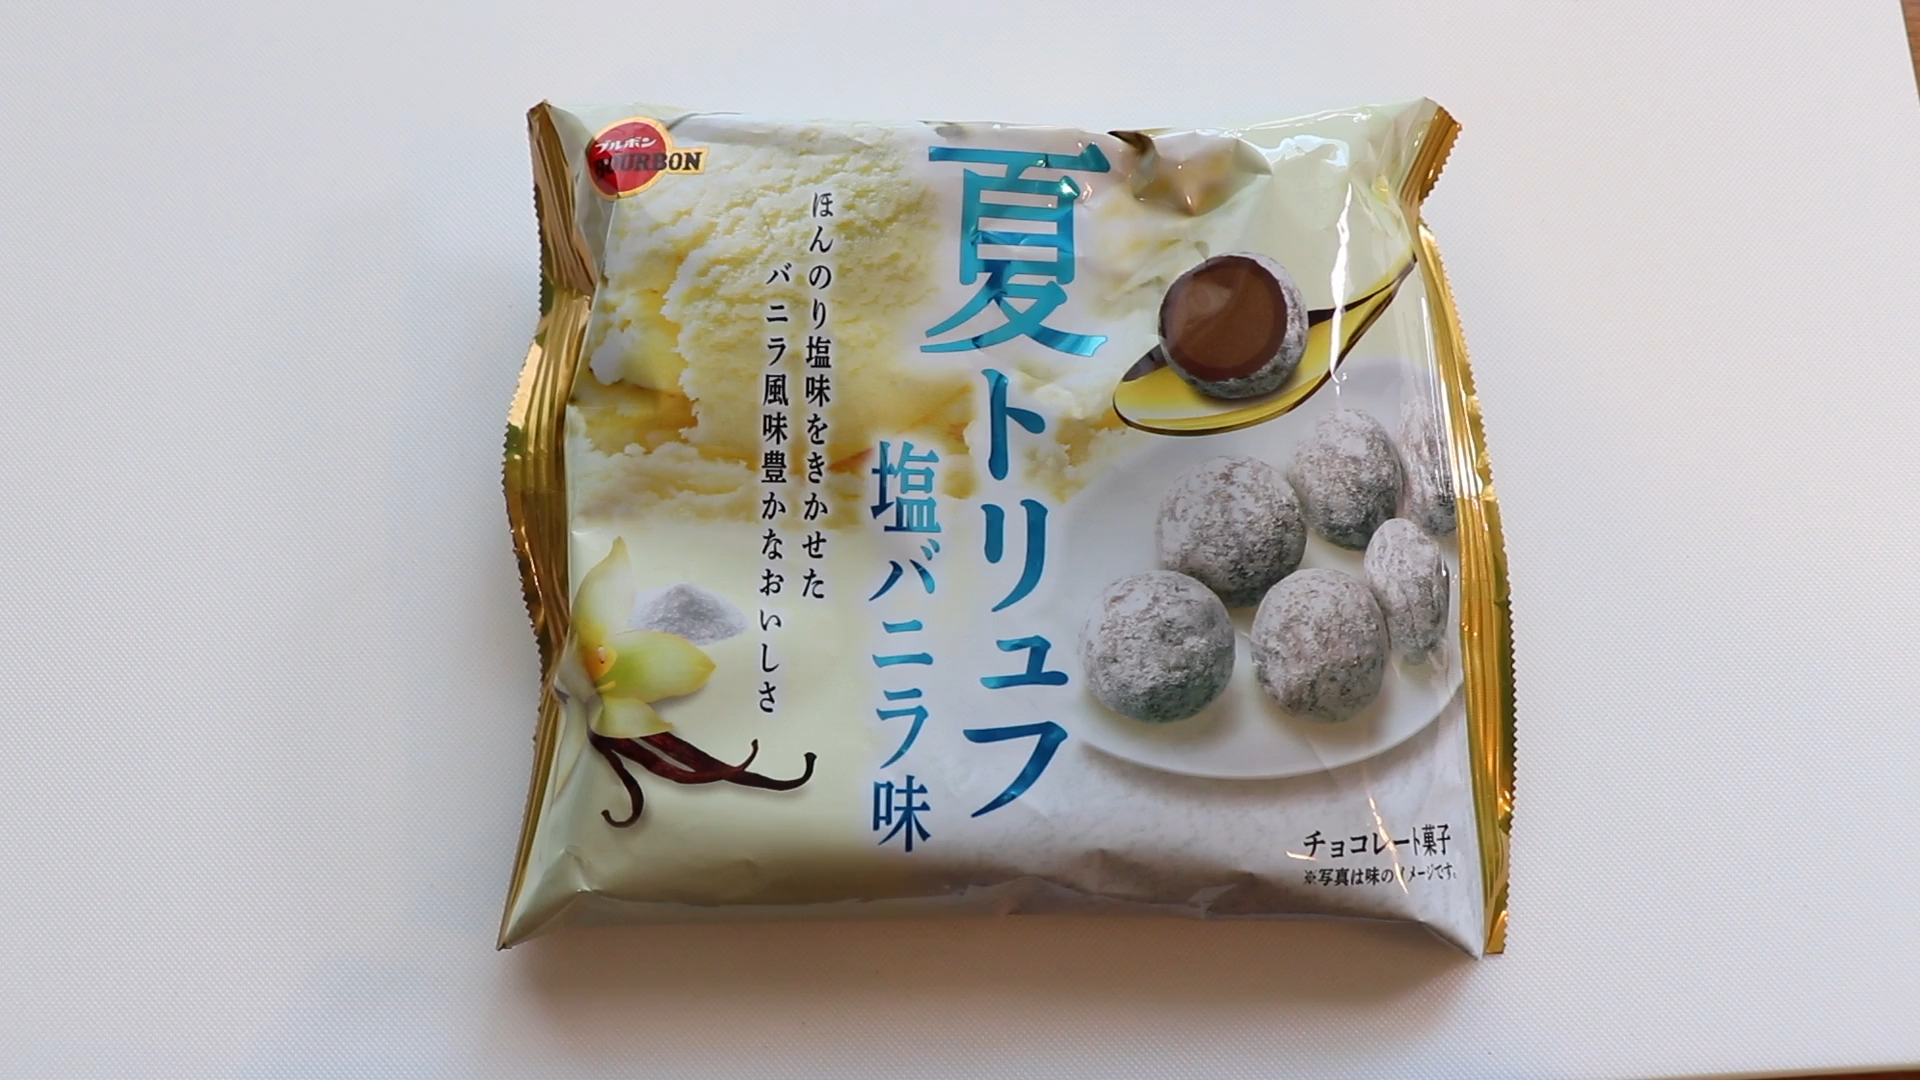 ブルボン
BOURBON
夏トリュフ
塩バニラ味
ほんのり塩味をきかせた
バニラ風味豊かなおいしさ
チョコレート菓子
※写真は味のイメージです。